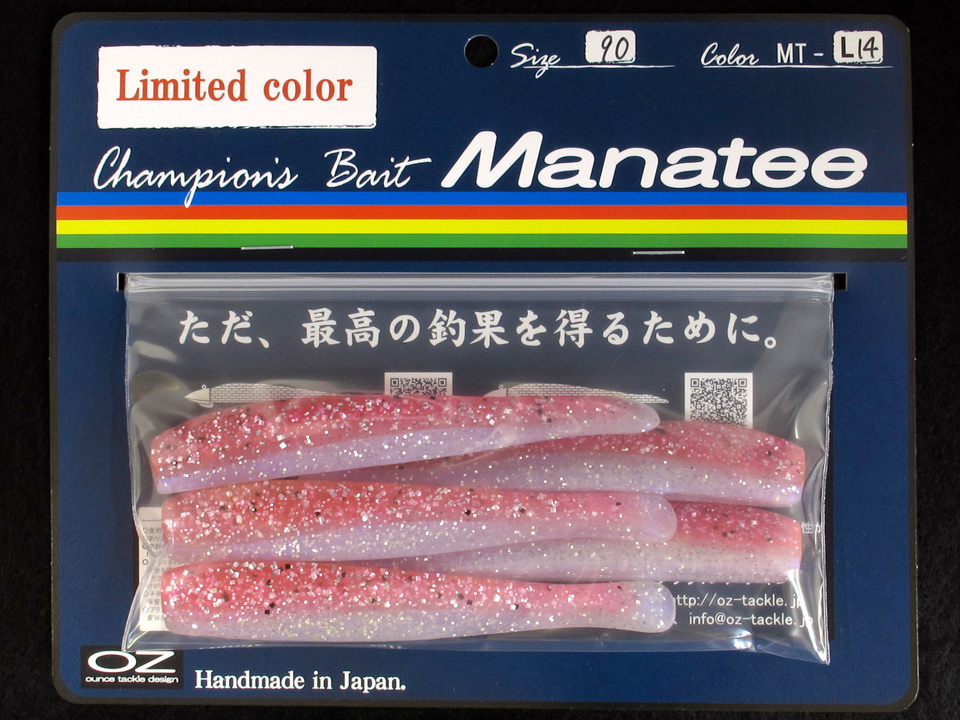 Limited color
Size 90
Color MT - L14
Champion's Bait Manatee
ただ、最高の釣果を得るために。
ttp://oz-tackle.jp
info@oz-tackle.jp
OZ
ounce tackle design
Handmade in Japan.